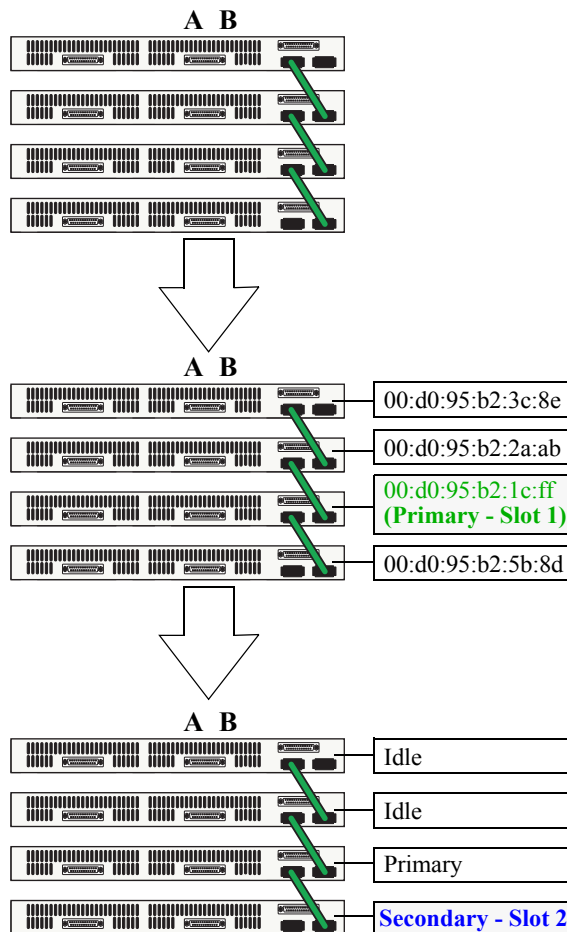 A B
A B
00:d0:95:b2:3c:8e
00:d0:95:b2:2a:ab
00:d0:95:b2:1c:ff
(Primary - Slot 1)
00:d0:95:b2:5b:8d
A B
Idle
Idle
Primary
Secondary - Slot 2